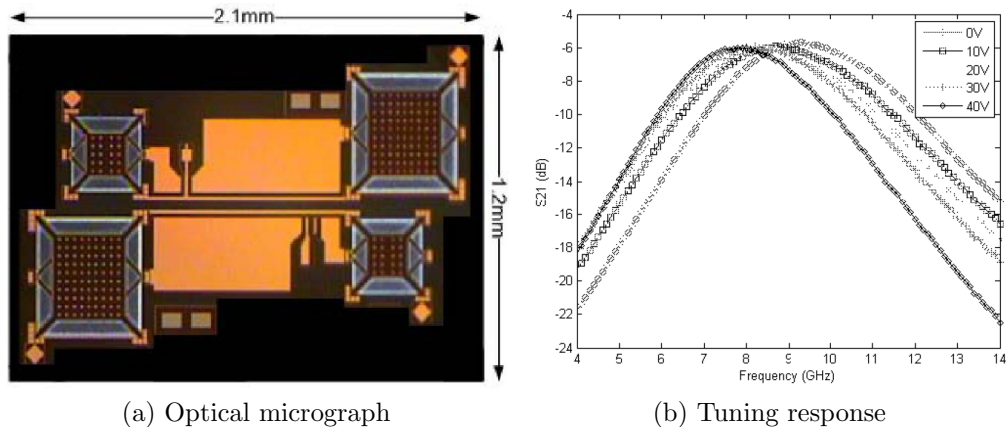 2.1mm
1.2mm
(a) Optical micrograph
-4
-6
-8
-10
-12
-14
-16
-18
-20
-22
-24
S21 (dB)
0V
10V
20V
30V
40V
4 5 6 7 8 9 10 11 12 13 14
Frequency (GHz)
(b) Tuning response